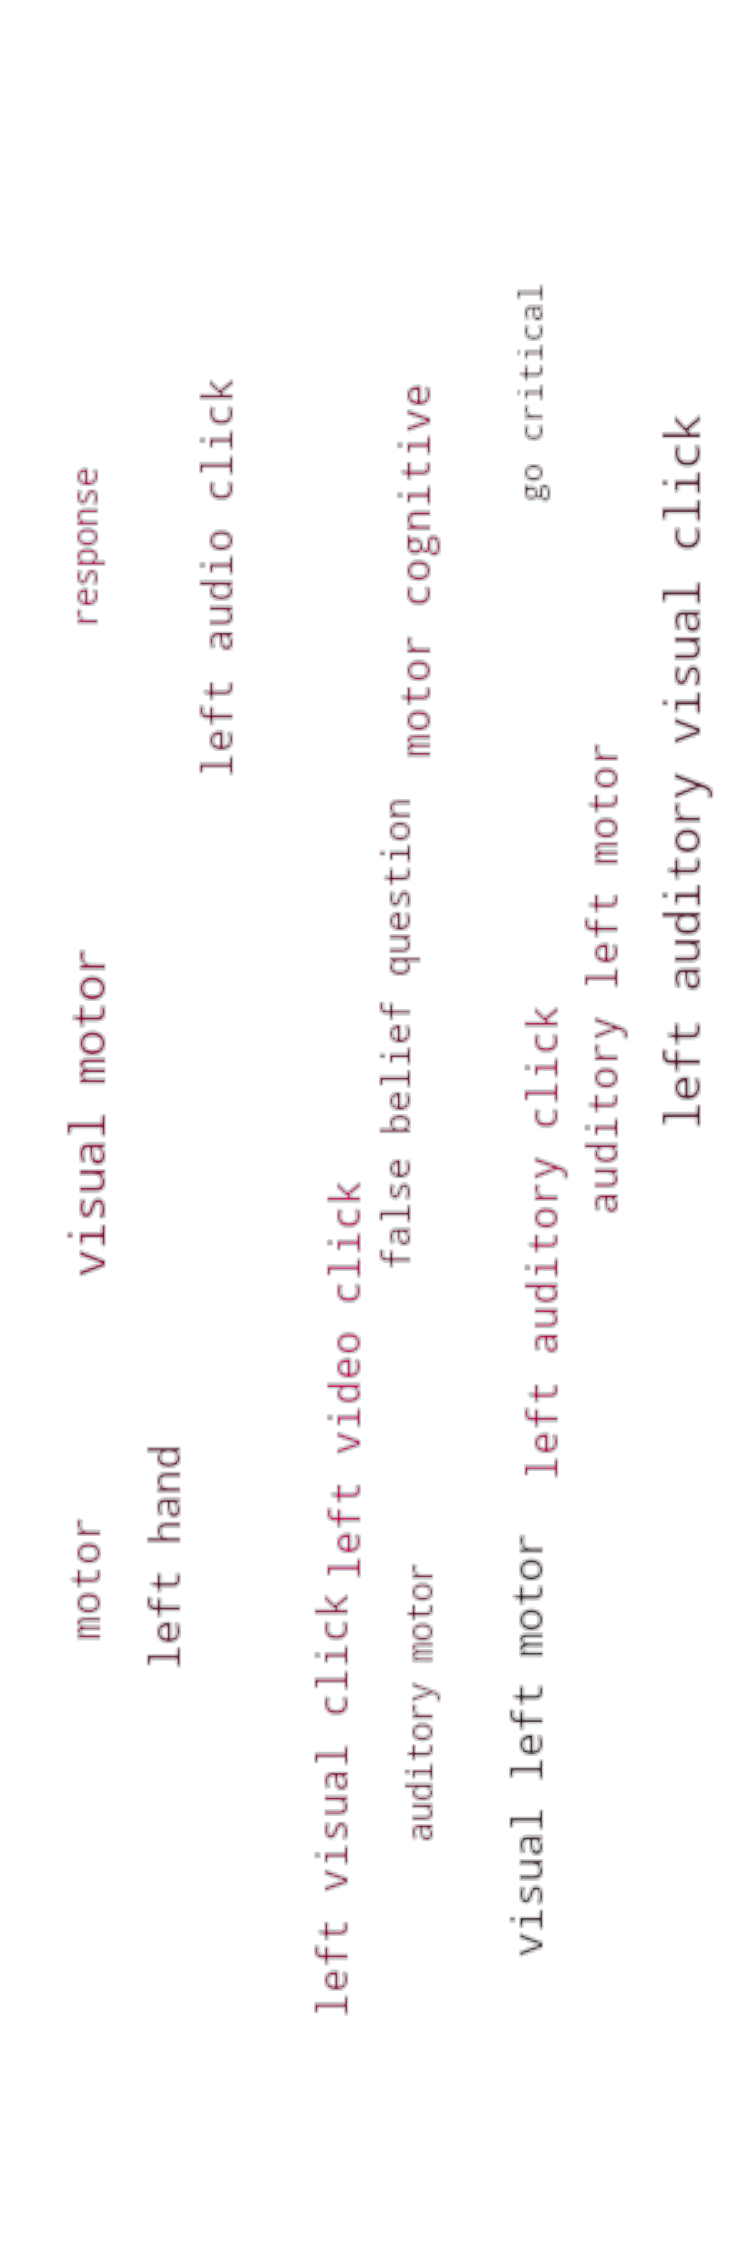 response
visual motor
motor
left hand
left audio click
left video click
left visual click
motor cognitive
false belief question
auditory motor
go critical
left auditory click
visual left motor
auditory left motor
left auditory visual click